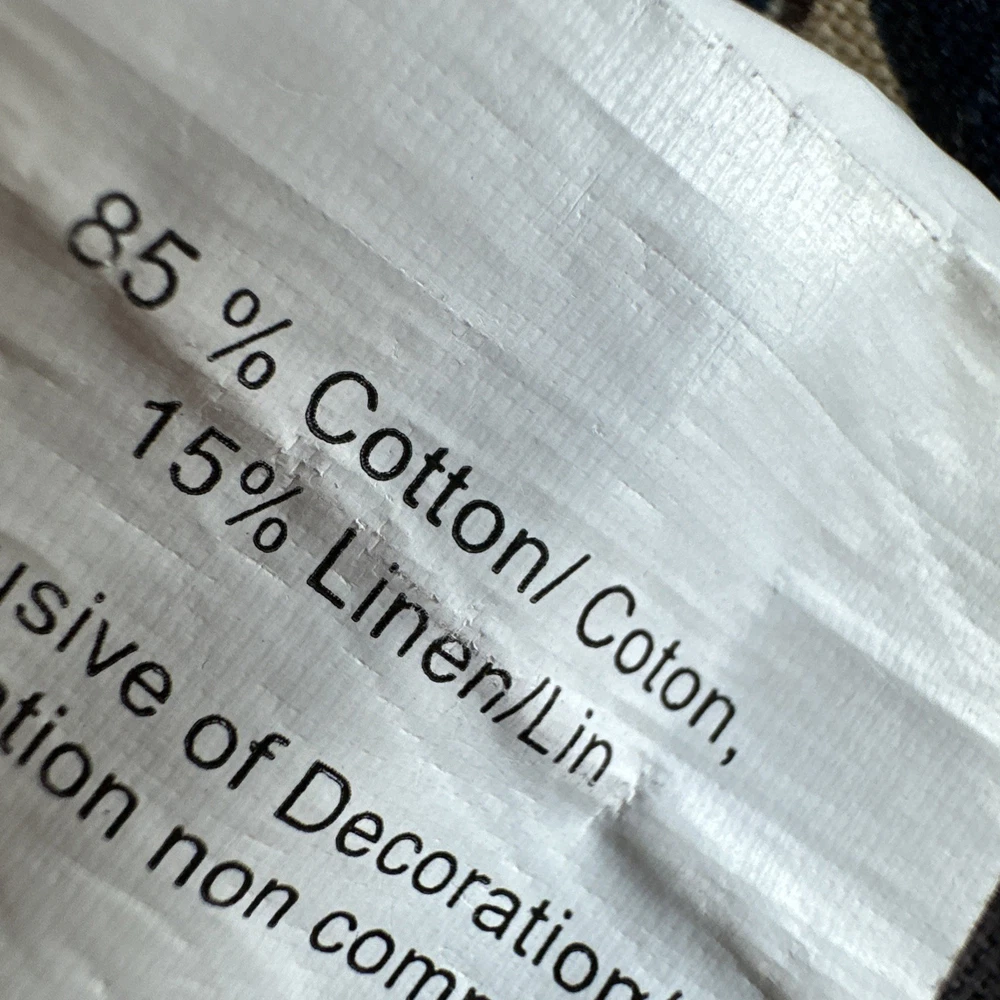 85 % Cotton/ Coton,
15% Linen/Lin
usive of Decoration/
ation non comp